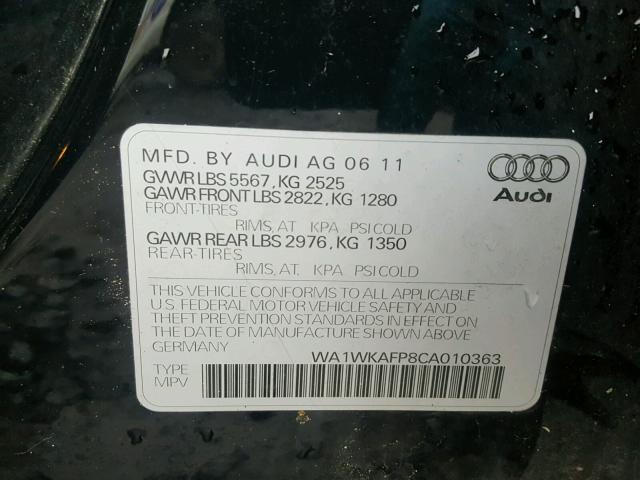 MFD. BY AUDI AG 06 11
GVWR LBS 5567, KG 2525
GAWR FRONT LBS 2822, KG 1280
FRONT-TIRES
RIMS, AT KPA PSI COLD
GAWR REAR LBS 2976, KG 1350
REAR-TIRES
RIMS, AT, KPA PSI COLD
Audi
THIS VEHICLE CONFORMS TO ALL APPLICABLE
U.S. FEDERAL MOTOR VEHICLE SAFETY AND
THEFT PREVENTION STANDARDS IN EFFECT ON
THE DATE OF MANUFACTURE SHOWN ABOVE.
GERMANY
WA1WKAFP8CA010363
TYPE
MPV